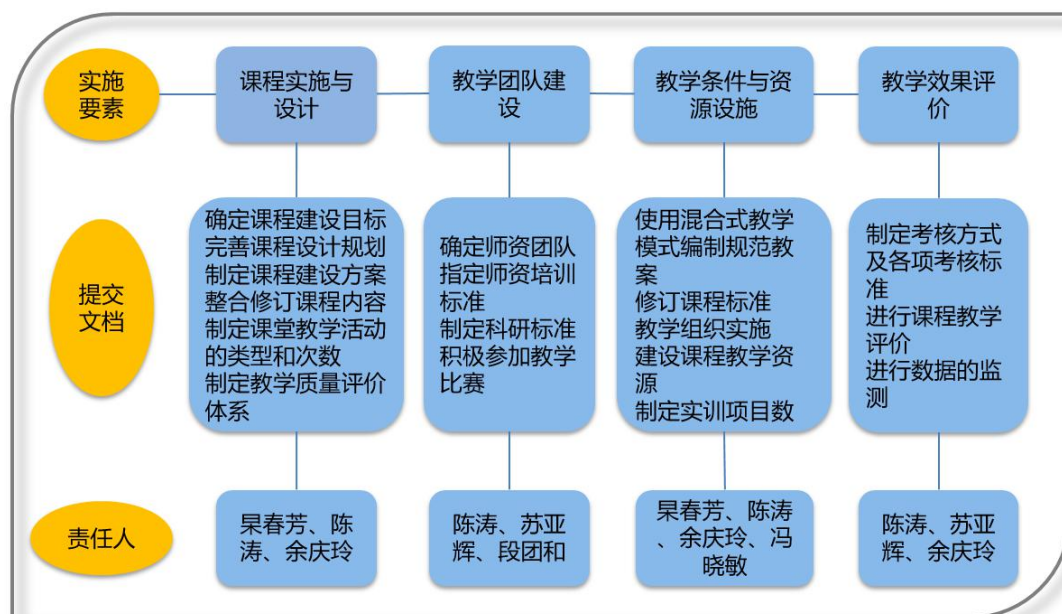 实施
要素
课程实施与
设计
教学团队建
设
教学条件与资
源设施
教学效果评
价
提交
文档
确定课程建设目标
完善课程设计规划
制定课程建设方案
整合修订课程内容
制定课堂教学活动
的类型和次数
制定教学质量评价
体系
确定师资团队
指定师资培训
标准
制定科研标准
积极参加教学
比赛
使用混合式教学
模式编制规范教
案
修订课程标准
教学组织实施
建设课程教学资
源
制定实训项目数
制定考核方式
及各项考核标
准
进行课程教学
评价
进行数据的监
测
责任人
杲春芳、陈
涛、余庆玲
陈涛、苏亚
辉、段团和
杲春芳、陈涛
、余庆玲、冯
晓敏
陈涛、苏亚
辉、余庆玲